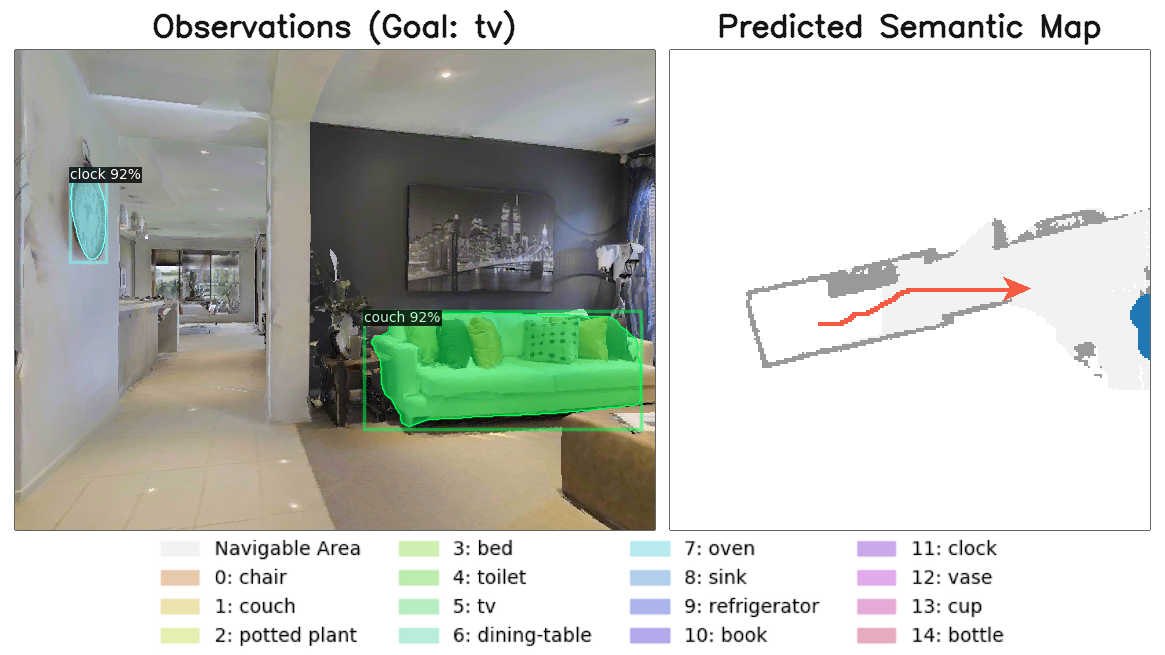 Observations (Goal: tv)
Predicted Semantic Map
clock 92%
couch 92%
Navigable Area
0: chair
1: couch
2: potted plant
3: bed
4: toilet
5: tv
6: dining-table
7: oven
8: sink
9: refrigerator
10: book
11: clock
12: vase
13: cup
14: bottle